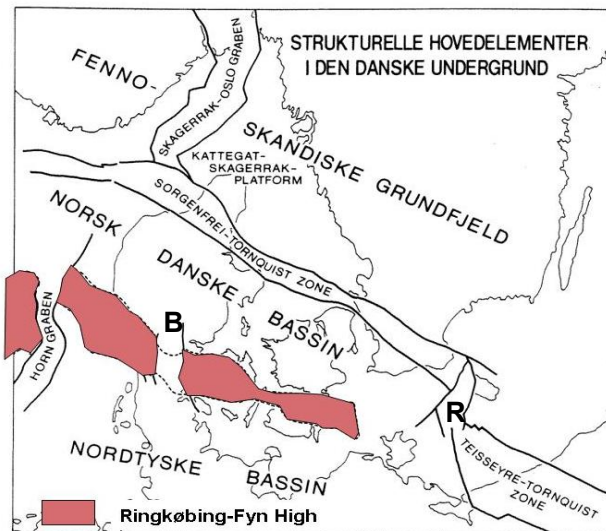 STRUKTURELLE HOVEDELEMENTER
I DEN DANSKE UNDERGRUND
FENNO-
SKAGERRAK-OSLO GRABEN
SKANDISKE GRUNDFJELD
KATTEGAT-
SKAGERRAK-
PLATFORM
SORGENFREI-TORNQUIST ZONE
NORSK
DANSKE
BASSIN
B
HORN GRABEN
R
NORDTYSKE
BASSIN
TEISSEYRE-TORNQUIST
ZONE
Ringkøbing-Fyn High